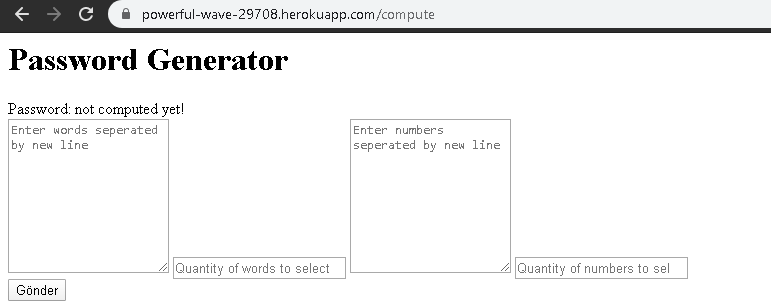 powerful-wave-29708.herokuapp.com/compute
Password Generator
Password: not computed yet!
Enter words seperated
by new line
Quantity of words to select
Enter numbers
seperated by new line
Quantity of numbers to sel
Gönder